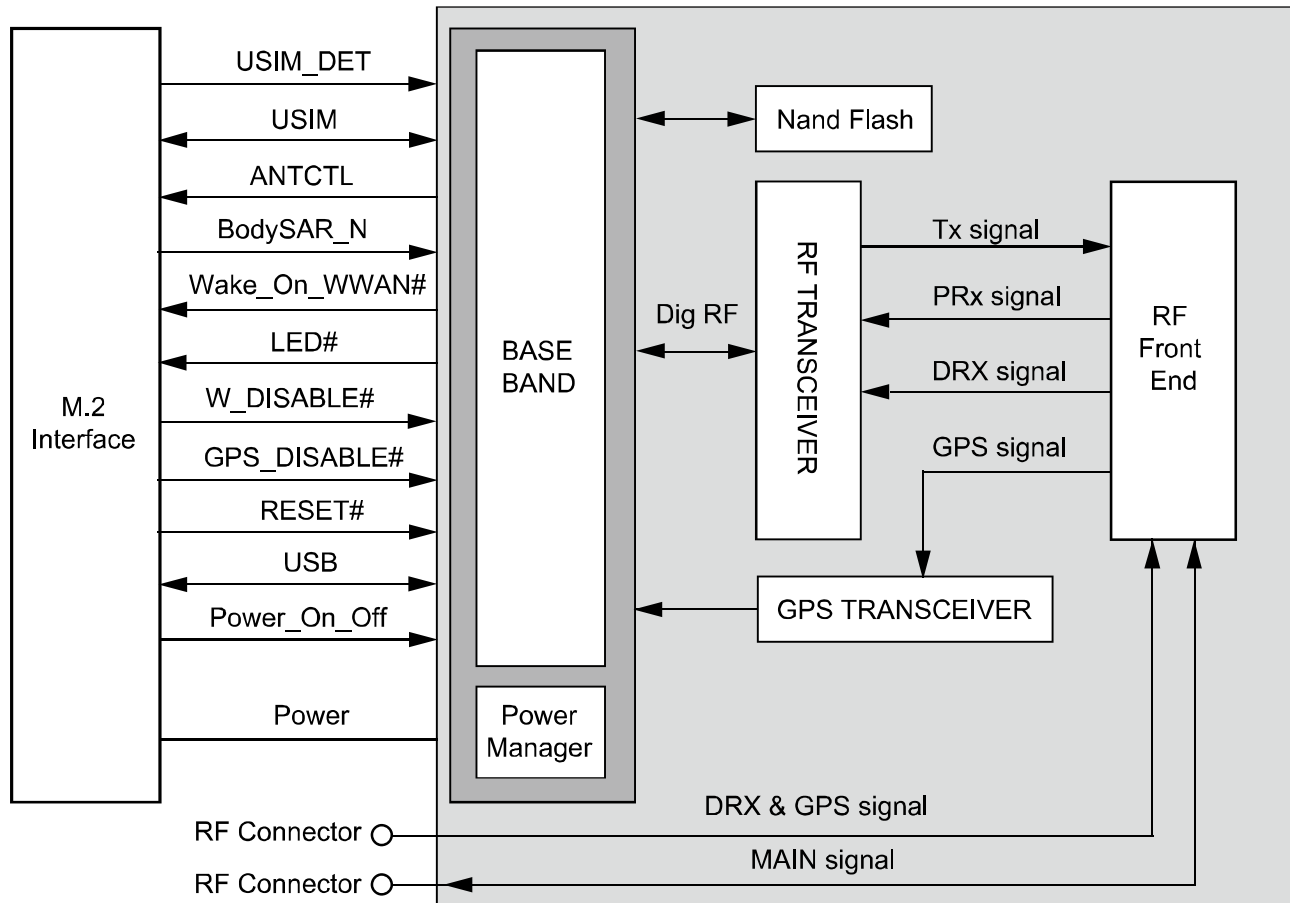 M.2
Interface
USIM_DET
USIM
ANTCTL
BodySAR_N
Wake_On_WWAN#
LED#
W_DISABLE#
GPS_DISABLE#
RESET#
USB
Power_On_Off
Power
BASE
BAND
Power
Manager
Nand Flash
Dig RF
RF TRANSCEIVER
Tx signal
PRx signal
DRX signal
GPS signal
RF
Front
End
GPS TRANSCEIVER
DRX & GPS signal
RF Connector
MAIN signal
RF Connector